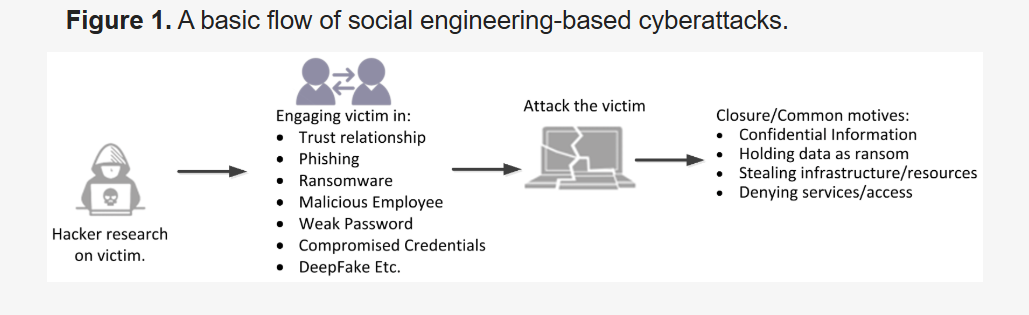 Figure 1. A basic flow of social engineering-based cyberattacks.
Hacker research
on victim.
Engaging victim in:
• Trust relationship
• Phishing
• Ransomware
• Malicious Employee
• Weak Password
• Compromised Credentials
• DeepFake Etc.
Attack the victim
Closure/Common motives:
• Confidential Information
• Holding data as ransom
• Stealing infrastructure/resources
• Denying services/access